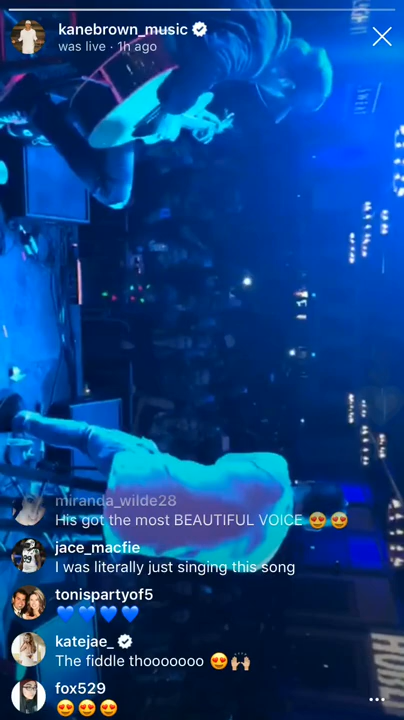 kanebrown_music
was live · 1h ago
miranda_wilde28
His got the most BEAUTIFUL VOICE 😍😍
jace_macfie
I was literally just singing this song
tonispartyof5
💙💙💙💙
katejae_
The fiddle thooooooo 😍🙌🏼
fox529
😍😍😍